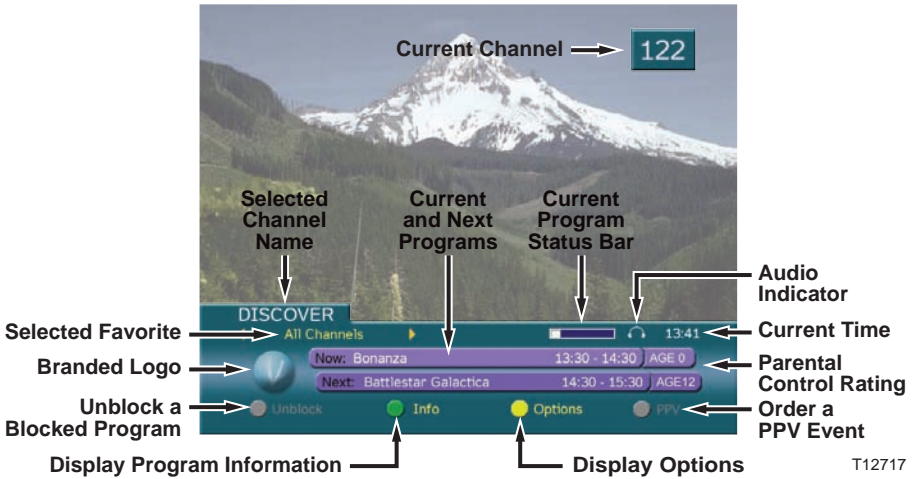 Current Channel
122
Selected
Channel
Name
Current
and Next
Programs
Current
Program
Status Bar
Audio
Indicator
DISCOVER
Selected Favorite
All Channels
13:41
Current Time
Branded Logo
Now: Bonanza 13:30 - 14:30 AGE 0
Next: Battlestar Galactica 14:30 - 15:30 AGE12
Parental
Control Rating
Unblock a
Blocked Program
Unblock
Info
Options
PPV
Order a
PPV Event
Display Program Information
Display Options
T12717